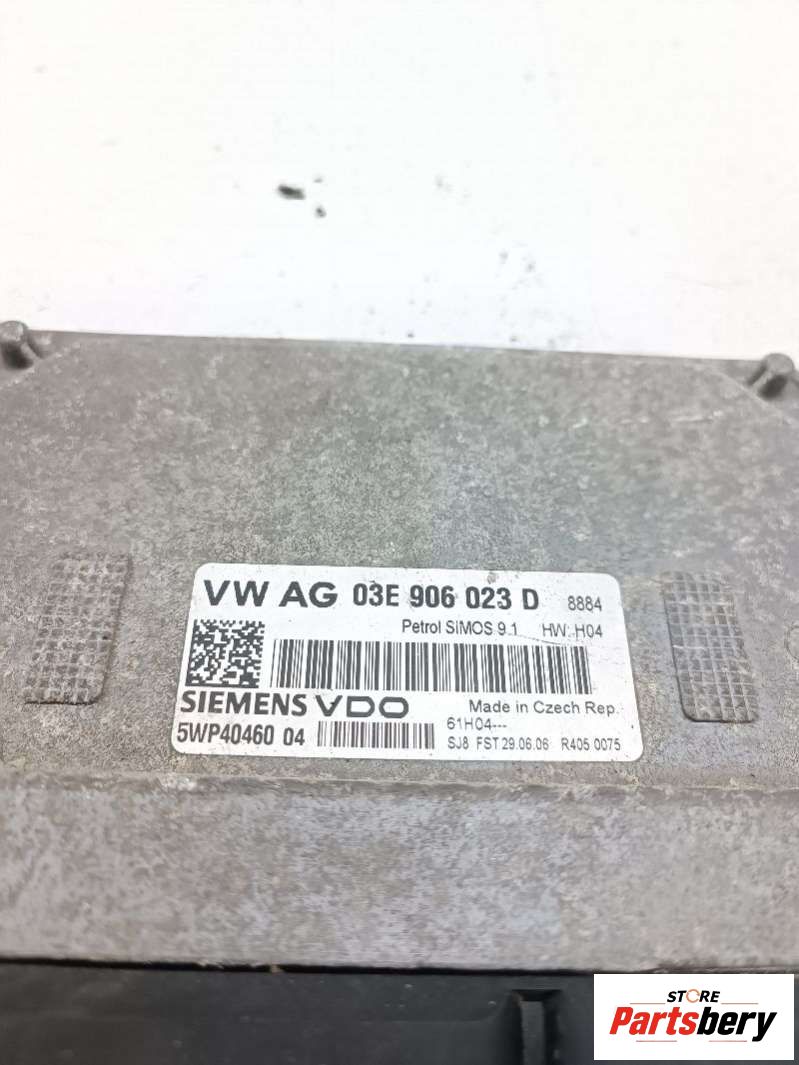 VW AG 03E 906 023 D 8884
Petrol SiMOS 9.1 HW: H04
SIEMENS VDO Made in Czech Rep.
61H04---
5WP40460 04 SJ8 FST 29.06.06 R405 0075
STORE
Partsbery